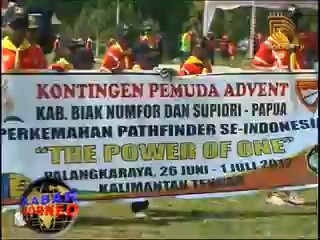 KONTINGEN PEMUDA ADVENT
KAB. BIAK NUMFOR DAN SUPIORI - PAPUA
PERKEMAHAN PATHFINDER SE-INDONESIA
"THE POWER OF ONE"
PALANGKARAYA, 26 JUNI - 1 JULI 2012
KALIMANTAN TENGAH
KABAR
BORNEO